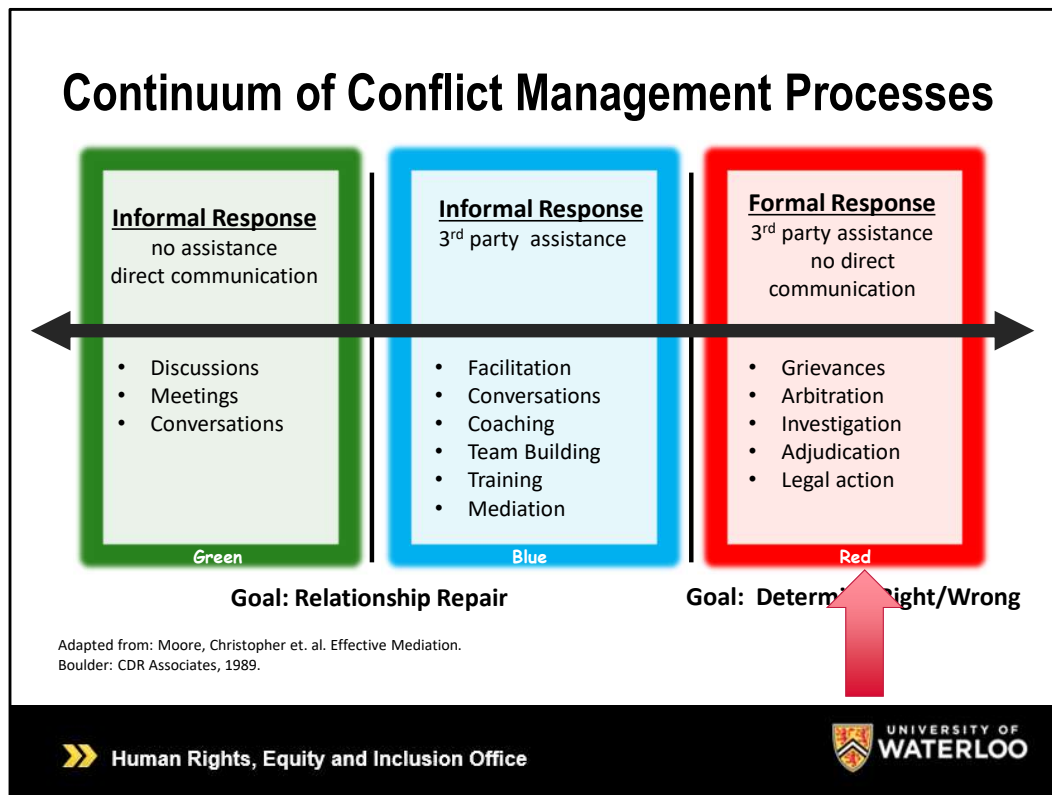 Continuum of Conflict Management Processes
Informal Response
no assistance
direct communication
• Discussions
• Meetings
• Conversations
Green
Informal Response
3rd party assistance
• Facilitation
• Conversations
• Coaching
• Team Building
• Training
• Mediation
Blue
Formal Response
3rd party assistance
no direct
communication
• Grievances
• Arbitration
• Investigation
• Adjudication
• Legal action
Red
Goal: Relationship Repair
Goal: Determi Right/Wrong
Adapted from: Moore, Christopher et. al. Effective Mediation.
Boulder: CDR Associates, 1989.
Human Rights, Equity and Inclusion Office
UNIVERSITY OF
WATERLOO